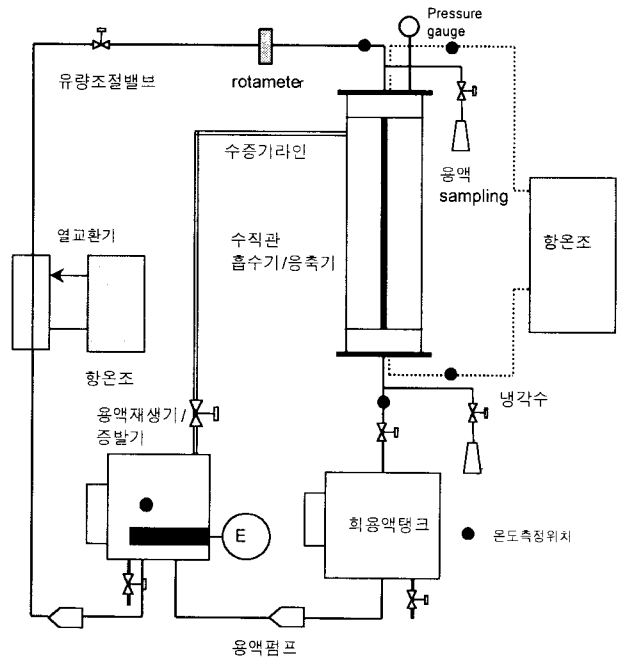 Pressure
gauge
유량조절밸브
rotameter
수증기라인
용액
sampling
열교환기
수직관
흡수기/응축기
항온조
항온조
냉각수
용액재생기/
증발기
E
희용액탱크
온도측정위치
용액펌프